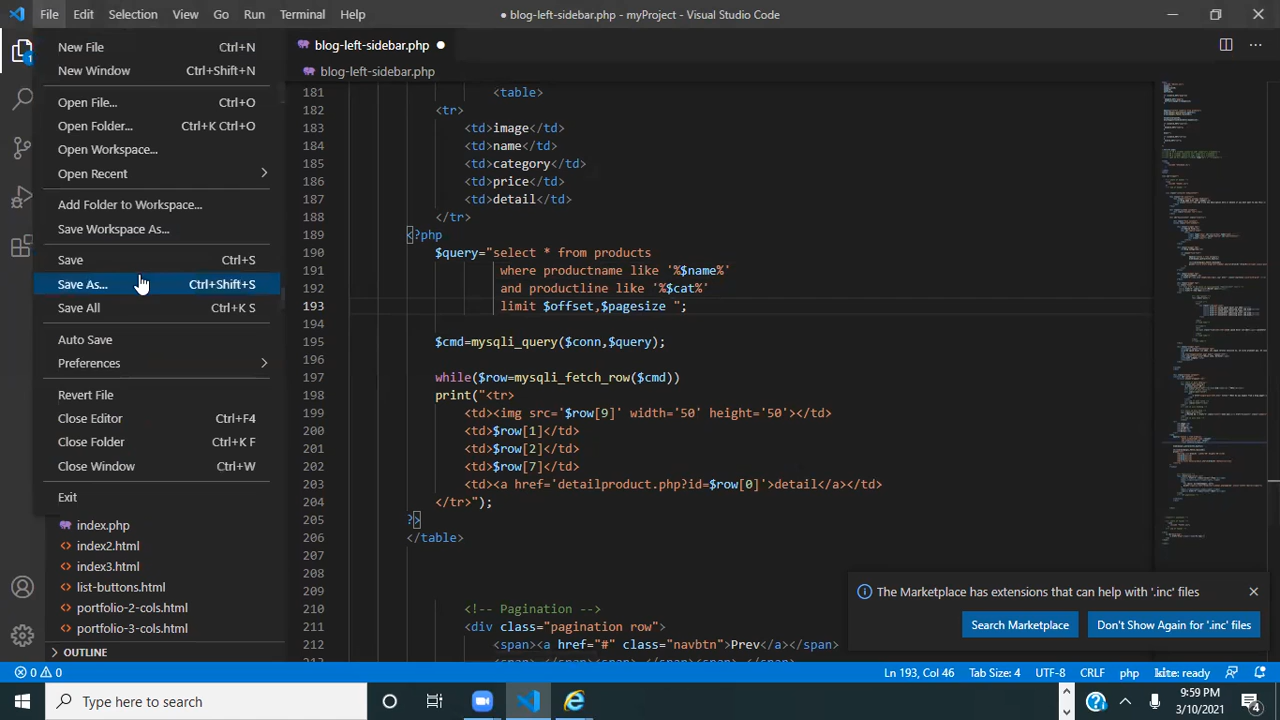 File Edit Selection View Go Run Terminal Help
● blog-left-sidebar.php - myProject - Visual Studio Code
New File Ctrl+N
New Window Ctrl+Shift+N
Open File... Ctrl+O
Open Folder... Ctrl+K Ctrl+O
Open Workspace...
Open Recent
Add Folder to Workspace...
Save Workspace As...
Save Ctrl+S
Save As... Ctrl+Shift+S
Save All Ctrl+K S
Auto Save
Preferences
Revert File
Close Editor Ctrl+F4
Close Folder Ctrl+K F
Close Window Ctrl+W
Exit
index.php
index2.html
index3.html
list-buttons.html
portfolio-2-cols.html
portfolio-3-cols.html
OUTLINE
1
blog-left-sidebar.php ●
blog-left-sidebar.php
181 <table>
182 <tr>
183 <td>image</td>
184 <td>name</td>
185 <td>category</td>
186 <td>price</td>
187 <td>detail</td>
188 </tr>
189 <?php
190 $query="select * from products
191 where productname like '%$name%'
192 and productline like '%$cat%'
193 limit $offset,$pagesize ";
194
195 $cmd=mysqli_query($conn,$query);
196
197 while($row=mysqli_fetch_row($cmd))
198 print("<tr>
199 <td><img src='$row[9]' width='50' height='50'></td>
200 <td>$row[1]</td>
201 <td>$row[2]</td>
202 <td>$row[7]</td>
203 <td><a href='detailproduct.php?id=$row[0]'>detail</a></td>
204 </tr>");
205 ?>
206 </table>
207
208
209
210 <!-- Pagination -->
211 <div class="pagination row">
212 <span><a href="#" class="navbtn">Prev</a></span>
The Marketplace has extensions that can help with '.inc' files
Search Marketplace
Don't Show Again for '.inc' files
0 0
Ln 193, Col 46 Tab Size: 4 UTF-8 CRLF php kite: ready
Type here to search
9:59 PM
3/10/2021
4